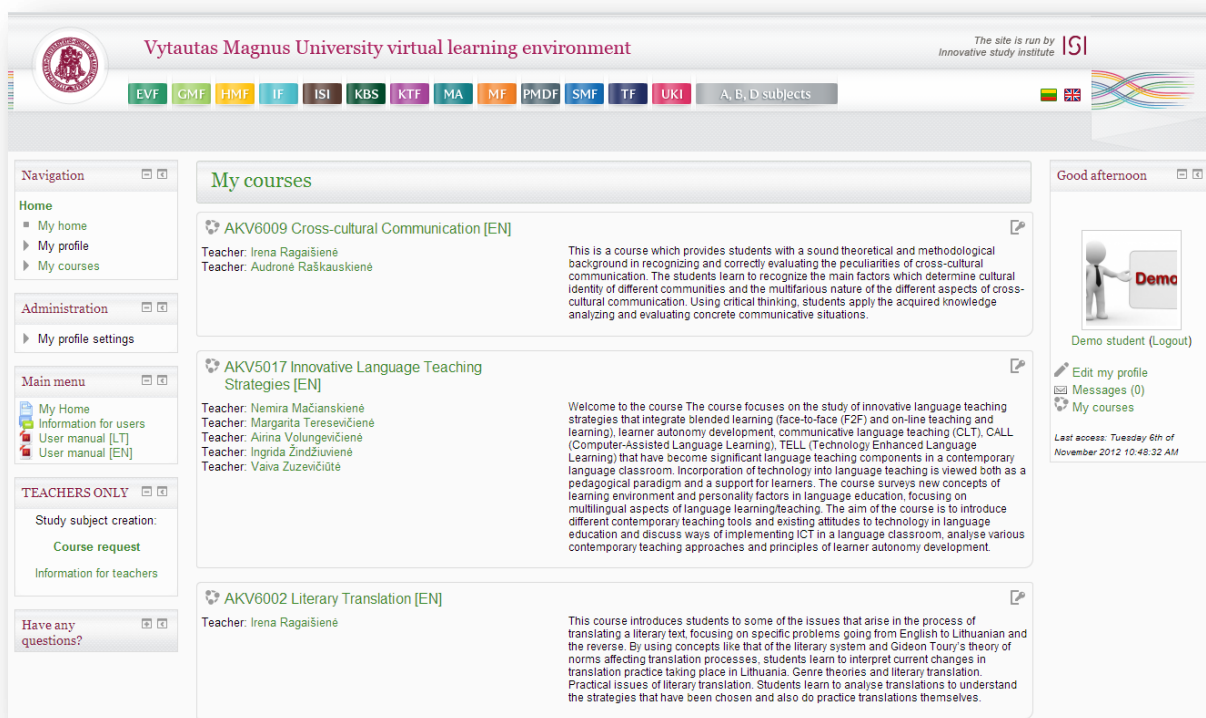 Vytautas Magnus University virtual learning environment
The site is run by
Innovative study institute
ISI
EVF GMF HMF IF ISI KBS KTF MA MF PMDF SMF TF UKI A, B, D subjects
Navigation
Home
My home
My profile
My courses
Administration
My profile settings
Main menu
My Home
Information for users
User manual [LT]
User manual [EN]
TEACHERS ONLY
Study subject creation:
Course request
Information for teachers
Have any
questions?
My courses
AKV6009 Cross-cultural Communication [EN]
Teacher: Irena Ragaišienė
Teacher: Audronė Raškauskienė
This is a course which provides students with a sound theoretical and methodological
background in recognizing and correctly evaluating the peculiarities of cross-cultural
communication. The students learn to recognize the main factors which determine cultural
identity of different communities and the multifarious nature of the different aspects of cross-
cultural communication. Using critical thinking, students apply the acquired knowledge
analyzing and evaluating concrete communicative situations.
AKV5017 Innovative Language Teaching
Strategies [EN]
Teacher: Nemira Mačianskienė
Teacher: Margarita Teresevičienė
Teacher: Airina Volungevičienė
Teacher: Ingrida Žindžiuvienė
Teacher: Vaiva Zuzevičiūtė
Welcome to the course The course focuses on the study of innovative language teaching
strategies that integrate blended learning (face-to-face (F2F) and on-line teaching and
learning), learner autonomy development, communicative language teaching (CLT), CALL
(Computer-Assisted Language Learning), TELL (Technology Enhanced Language
Learning) that have become significant language teaching components in a contemporary
language classroom. Incorporation of technology into language teaching is viewed both as a
pedagogical paradigm and a support for learners. The course surveys new concepts of
learning environment and personality factors in language education, focusing on
multilingual aspects of language learning/teaching. The aim of the course is to introduce
different contemporary teaching tools and existing attitudes to technology in language
education and discuss ways of implementing ICT in a language classroom, analyse various
contemporary teaching approaches and principles of learner autonomy development.
AKV6002 Literary Translation [EN]
Teacher: Irena Ragaišienė
This course introduces students to some of the issues that arise in the process of
translating a literary text, focusing on specific problems going from English to Lithuanian and
the reverse. By using concepts like that of the literary system and Gideon Toury's theory of
norms affecting translation processes, students learn to interpret current changes in
translation practice taking place in Lithuania. Genre theories and literary translation.
Practical issues of literary translation. Students learn to analyse translations to understand
the strategies that have been chosen and also do practice translations themselves.
Good afternoon
Demo
Demo student (Logout)
Edit my profile
Messages (0)
My courses
Last access: Tuesday 6th of
November 2012 10:48:32 AM